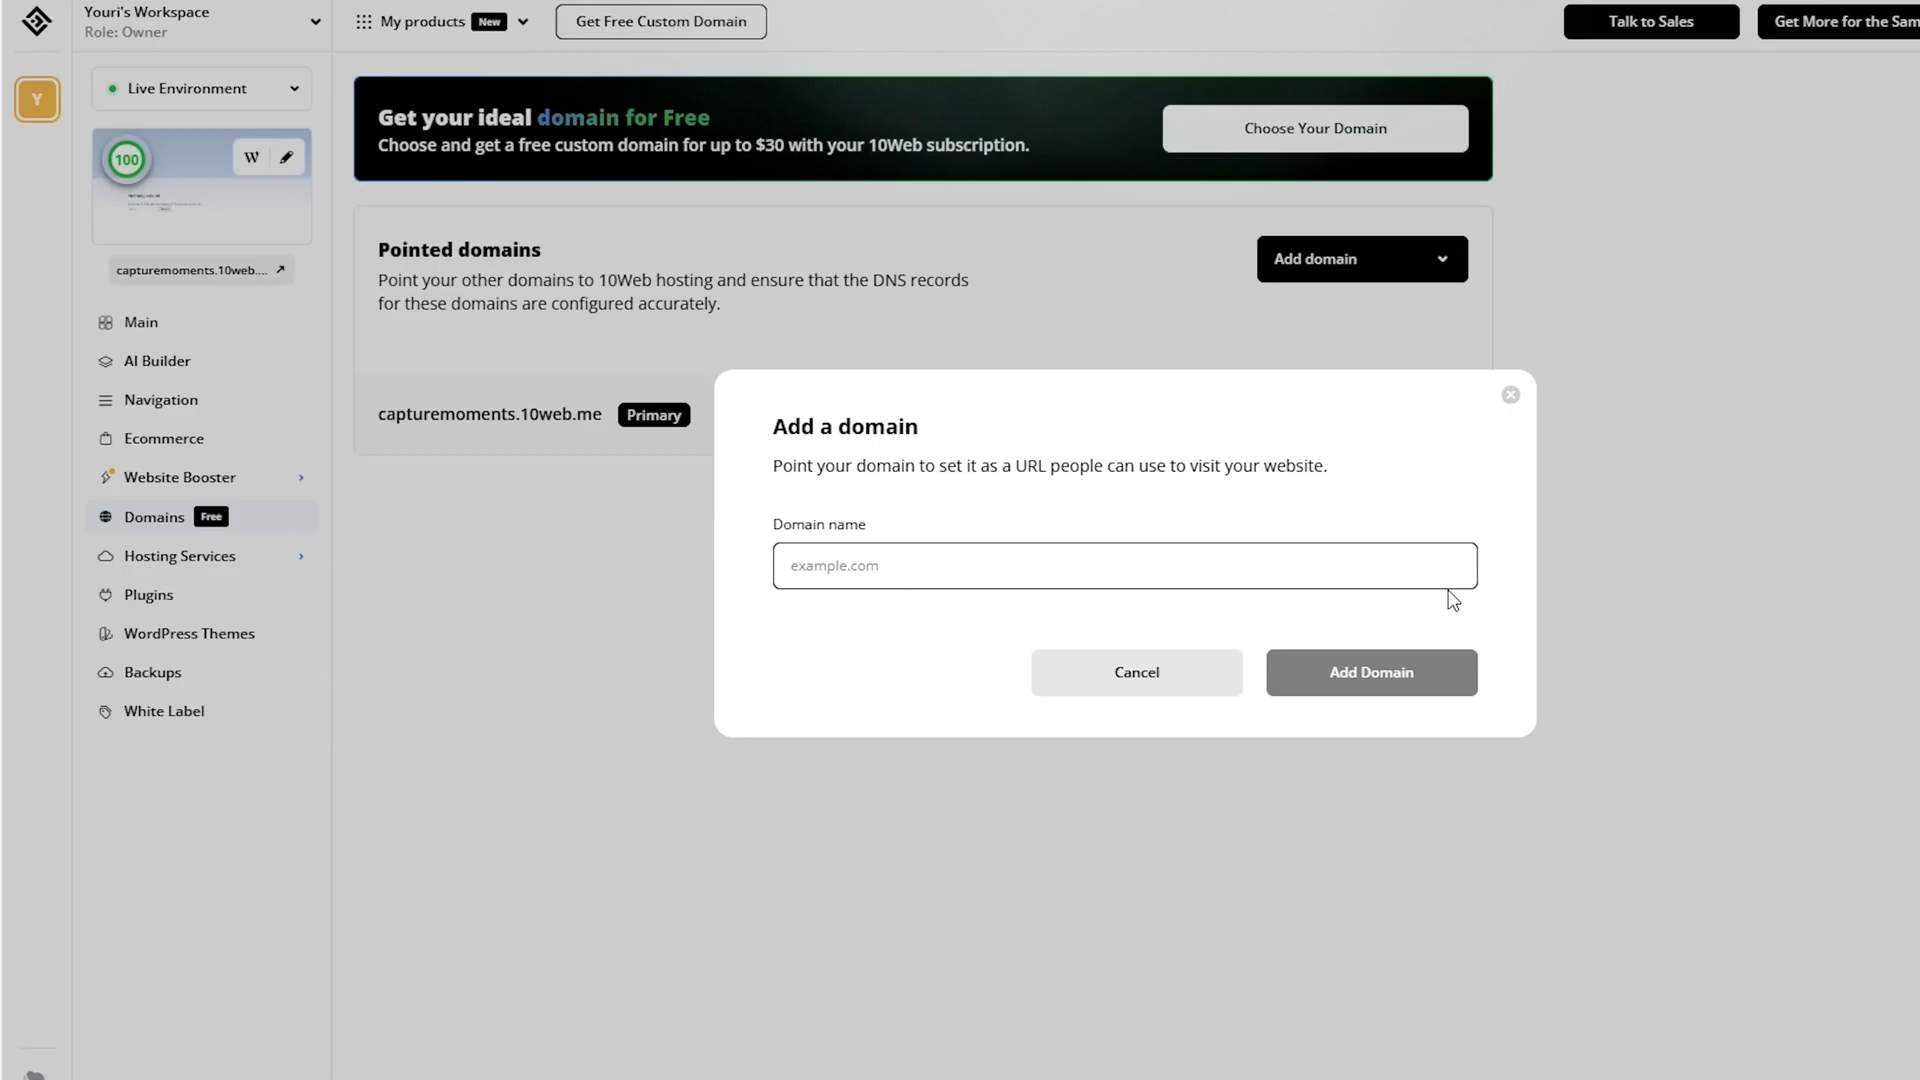 Youri's Workspace
Role: Owner
My products New
Get Free Custom Domain
Talk to Sales
Get More for the Sam
Y
Live Environment
100
W
capturemoments.10web....
Main
AI Builder
Navigation
Ecommerce
Website Booster
Domains Free
Hosting Services
Plugins
WordPress Themes
Backups
White Label
Get your ideal domain for Free
Choose and get a free custom domain for up to $30 with your 10Web subscription.
Choose Your Domain
Pointed domains
Point your other domains to 10Web hosting and ensure that the DNS records
for these domains are configured accurately.
Add domain
capturemoments.10web.me Primary
Add a domain
Point your domain to set it as a URL people can use to visit your website.
Domain name
example.com
Cancel
Add Domain